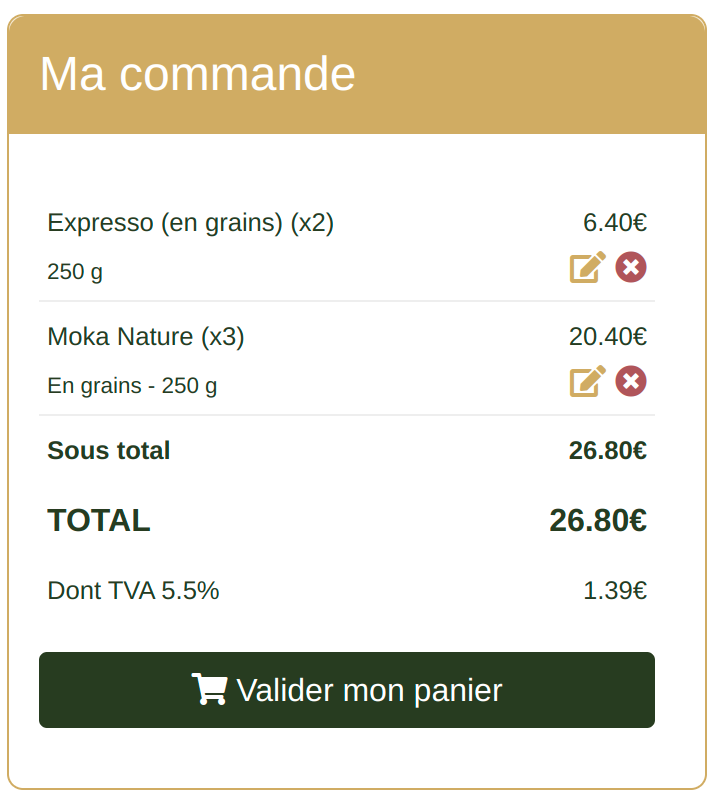 Ma commande
Expresso (en grains) (x2) 6.40€
250 g
Moka Nature (x3) 20.40€
En grains - 250 g
Sous total 26.80€
TOTAL 26.80€
Dont TVA 5.5% 1.39€
Valider mon panier